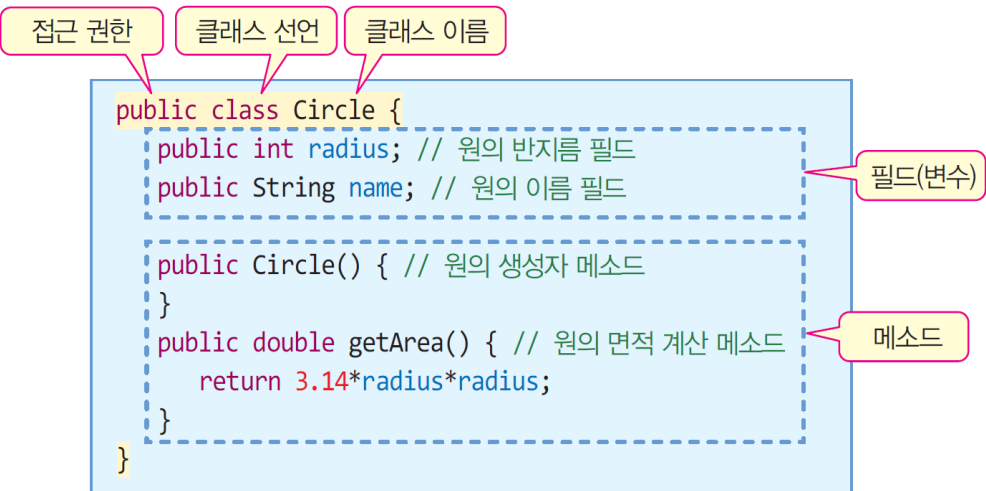 접근 권한
클래스 선언
클래스 이름
public class Circle {
public int radius; // 원의 반지름 필드
public String name; // 원의 이름 필드
필드(변수)
public Circle() { // 원의 생성자 메소드
}
public double getArea() { // 원의 면적 계산 메소드
return 3.14*radius*radius;
}
메소드
}